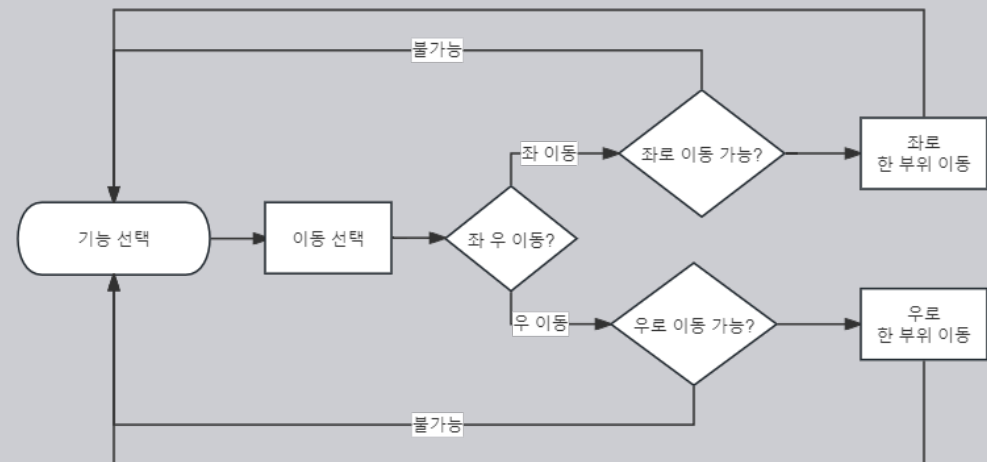 불가능
좌 이동
좌로 이동 가능?
좌로
한 부위 이동
기능 선택
이동 선택
좌 우 이동?
우 이동
우로 이동 가능?
우로
한 부위 이동
불가능